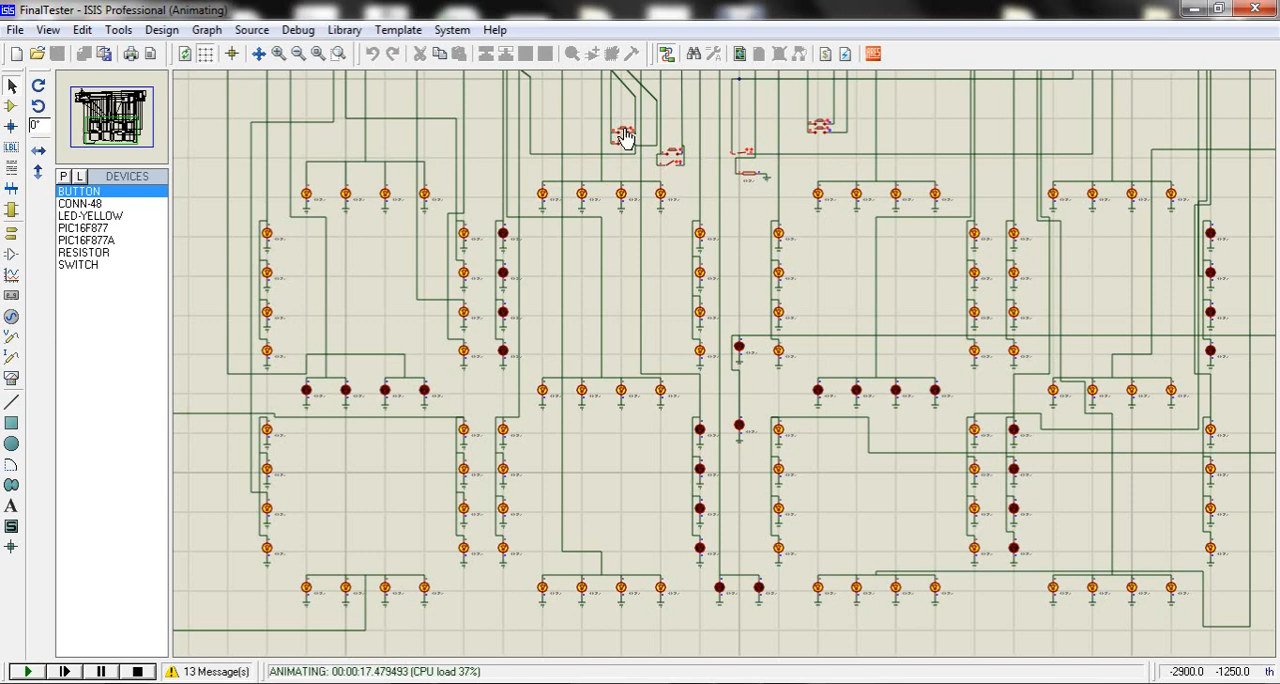 FinalTester - ISIS Professional (Animating)
File View Edit Tools Design Graph Source Debug Library Template System Help
0°
P L DEVICES
BUTTON
CONN-48
LED-YELLOW
PIC16F877
PIC16F877A
RESISTOR
SWITCH
13 Message(s) ANIMATING: 00:00:17.479493 (CPU load 37%) -2900.0 -1250.0 th